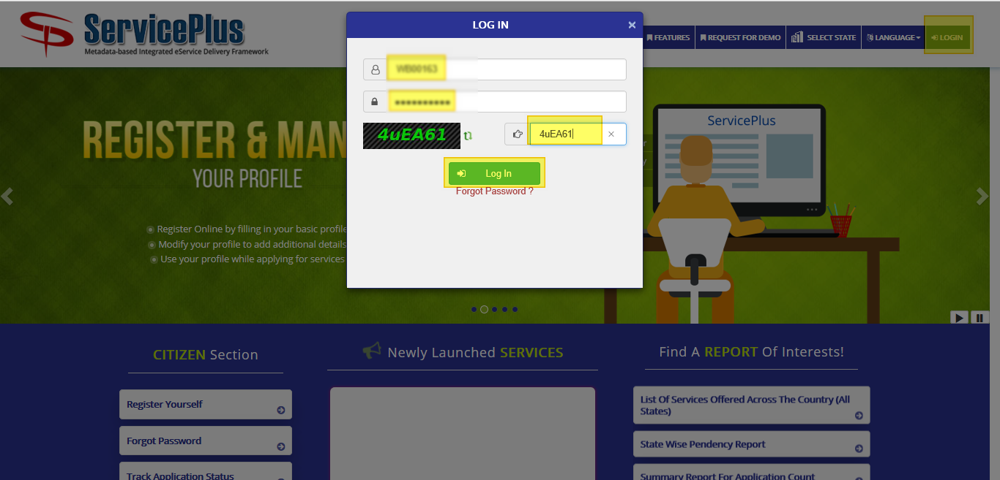 ServicePlus
Metadata-based Integrated eService Delivery Framework
FEATURES
REQUEST FOR DEMO
SELECT STATE
LANGUAGE
LOGIN
LOG IN
×
4uEA61
4uEA61
×
Log In
Forgot Password ?
REGISTER & MAN
YOUR PROFILE
Register Online by filling in your basic profile
Modify your profile to add additional details
Use your profile while applying for services
ServicePlus
CITIZEN Section
Register Yourself
Forgot Password
Track Application Status
Newly Launched SERVICES
Find A REPORT Of Interests!
List Of Services Offered Across The Country (All
States)
State Wise Pendency Report
Summary Report For Application Count